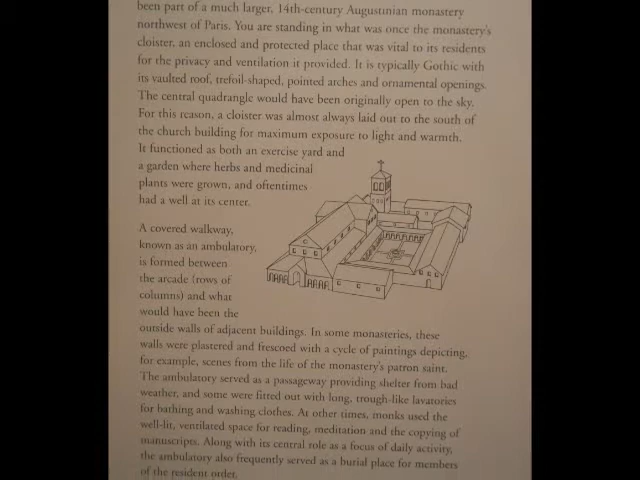 been part of a much larger, 14th-century Augustinian monastery
northwest of Paris. You are standing in what was once the monastery's
cloister, an enclosed and protected place that was vital to its residents
for the privacy and ventilation it provided. It is typically Gothic with
its vaulted roof, trefoil-shaped, pointed arches and ornamental openings.
The central quadrangle would have been originally open to the sky.
For this reason, a cloister was almost always laid out to the south of
the church building for maximum exposure to light and warmth.
It functioned as both an exercise yard and
a garden where herbs and medicinal
plants were grown, and oftentimes
had a well at its center.
A covered walkway,
known as an ambulatory,
is formed between
the arcade (rows of
columns) and what
would have been the
outside walls of adjacent buildings. In some monasteries, these
walls were plastered and frescoed with a cycle of paintings depicting,
for example, scenes from the life of the monastery's patron saint.
The ambulatory served as a passageway providing shelter from bad
weather, and some were fitted out with long, trough-like lavatories
for bathing and washing clothes. At other times, monks used the
well-lit, ventilated space for reading, meditation and the copying of
manuscripts. Along with its central role as a focus of daily activity,
the ambulatory also frequently served as a burial place for members
of the resident order.